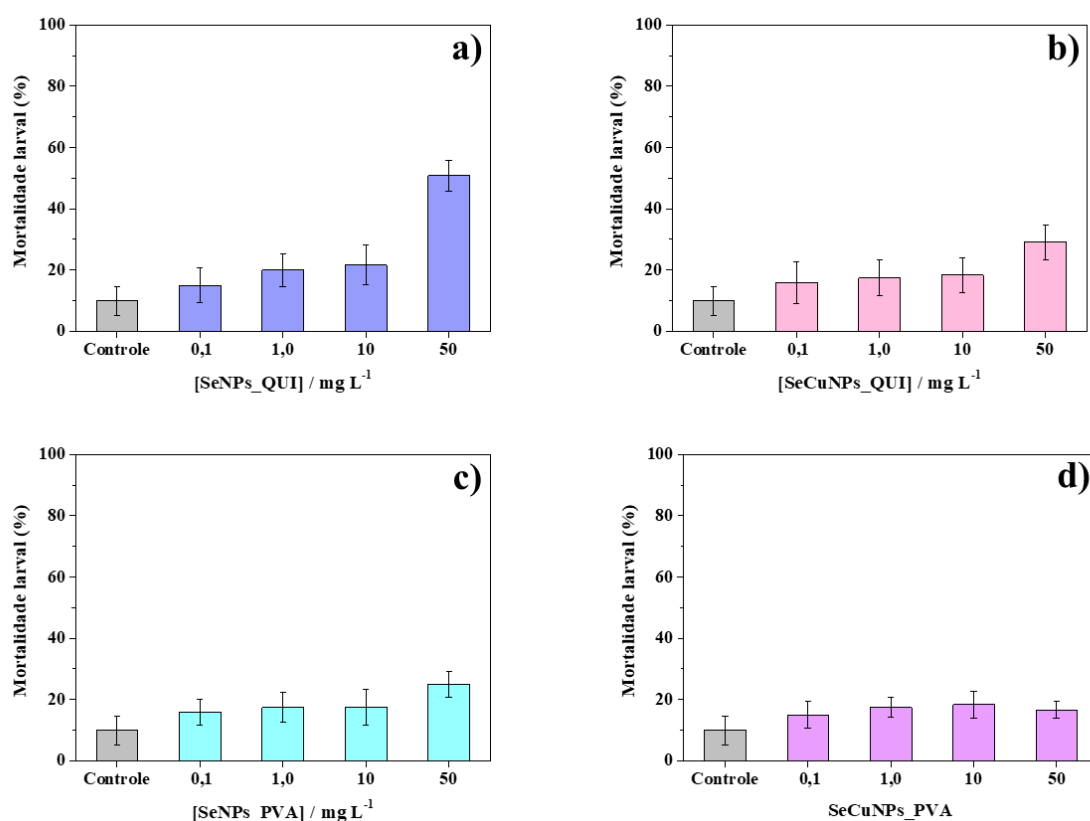 a)
Mortalidade larval (%)
100
80
60
40
20
0
Controle 0,1 1,0 10 50
[SeNPs_QUI] / mg L⁻¹
b)
Mortalidade larval (%)
100
80
60
40
20
0
Controle 0,1 1,0 10 50
[SeCuNPs_QUI] / mg L⁻¹
c)
Mortalidade larval (%)
100
80
60
40
20
0
Controle 0,1 1,0 10 50
[SeNPs_PVA] / mg L⁻¹
d)
Mortalidade larval (%)
100
80
60
40
20
0
Controle 0,1 1,0 10 50
SeCuNPs_PVA